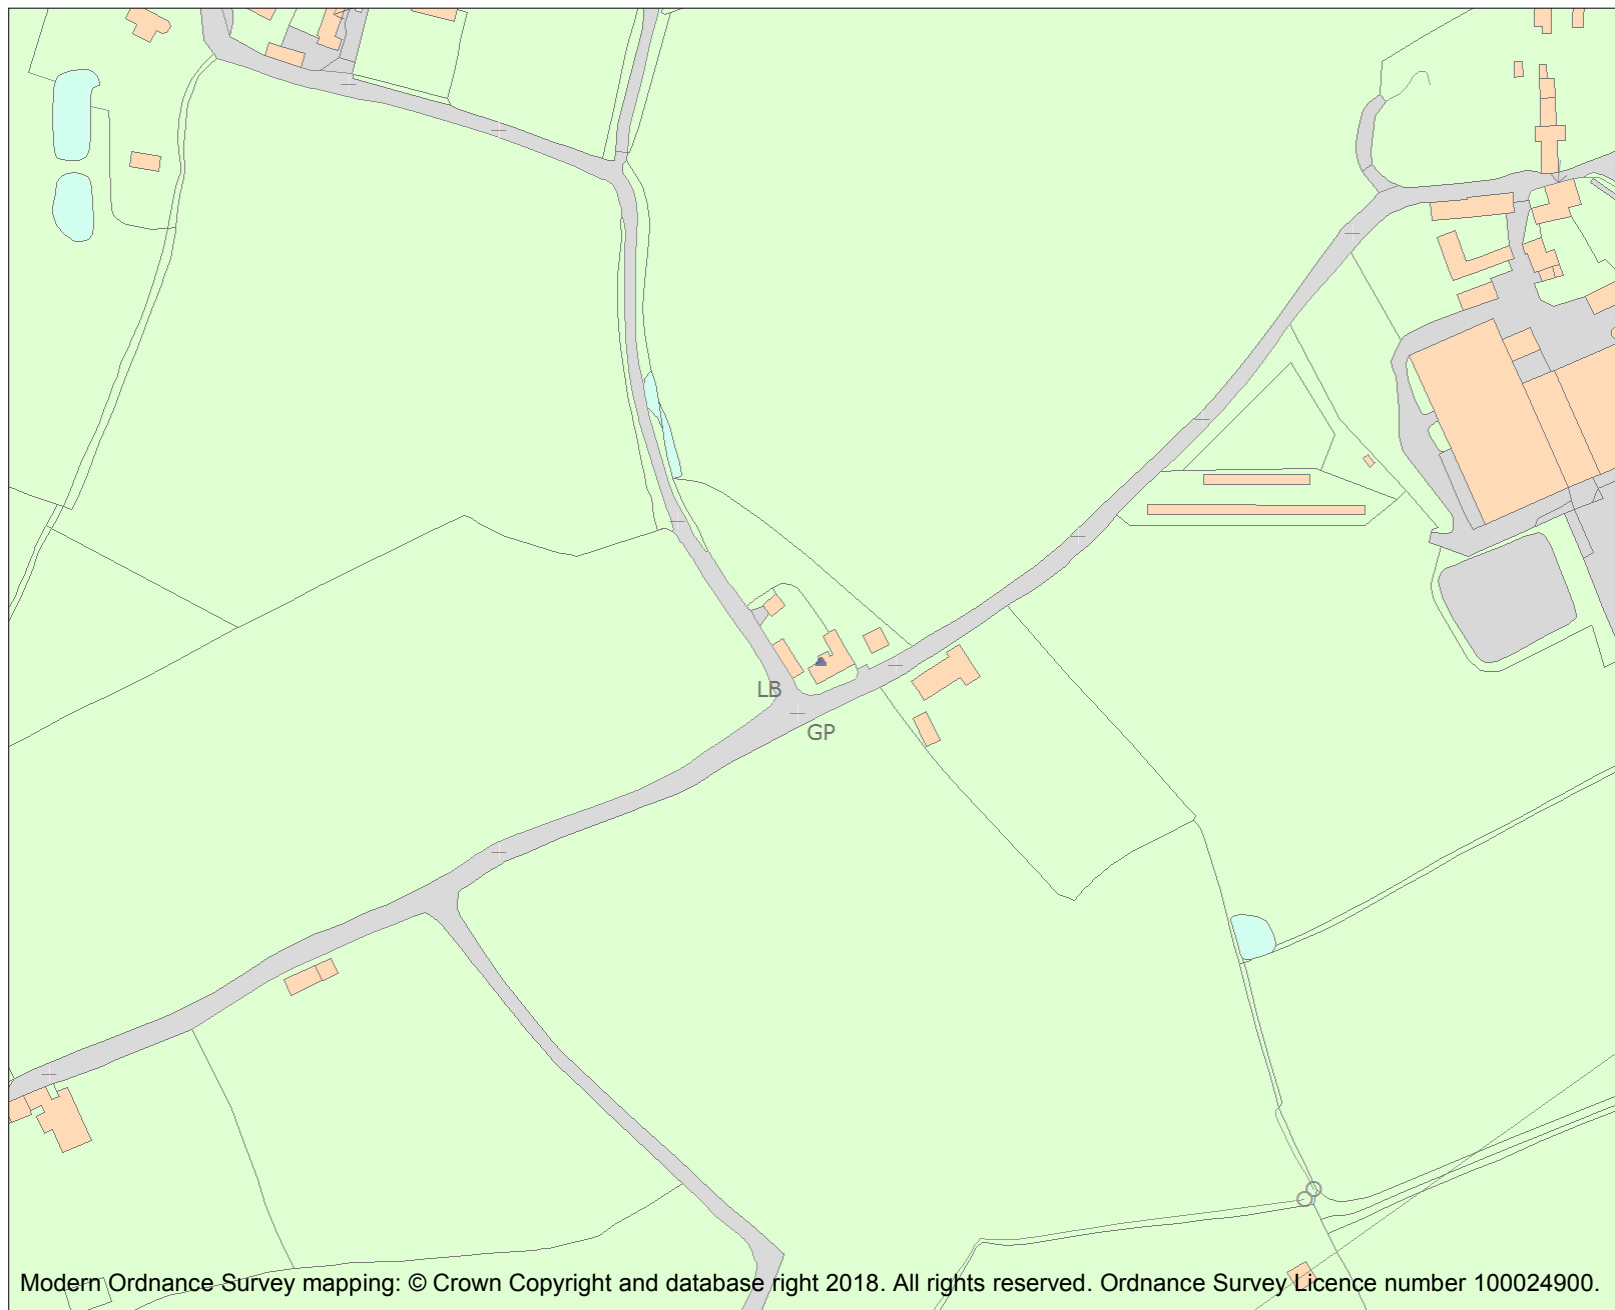 LB
GP
Modern Ordnance Survey mapping: © Crown Copyright and database right 2018. All rights reserved. Ordnance Survey Licence number 100024900.